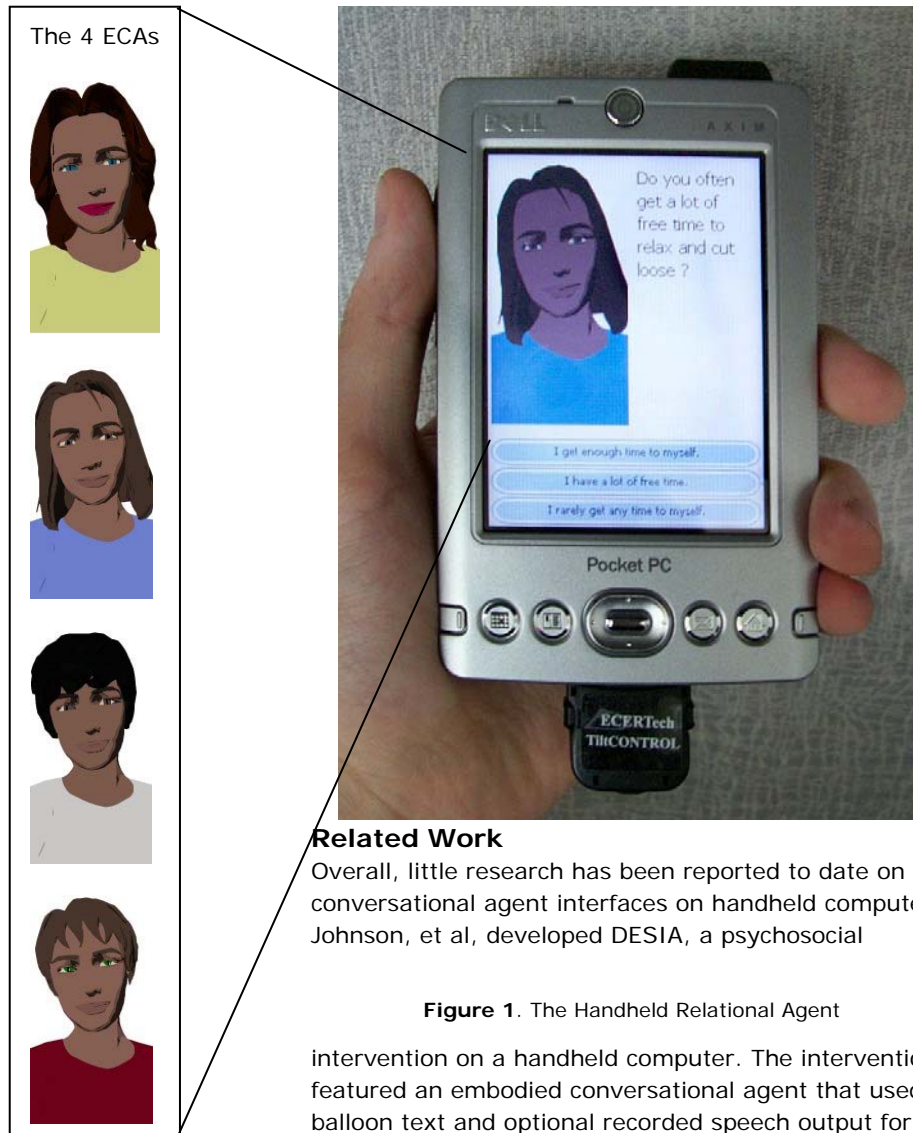 The 4 ECAs
DELL
AXIM
Do you often
get a lot of
free time to
relax and cut
loose ?
I get enough time to myself.
I have a lot of free time.
I rarely get any time to myself.
Pocket PC
ECERTech
TiltCONTROL
Related Work
Overall, little research has been reported to date on
conversational agent interfaces on handheld compute
Johnson, et al, developed DESIA, a psychosocial
Figure 1. The Handheld Relational Agent
intervention on a handheld computer. The interventio
featured an embodied conversational agent that used
balloon text and optional recorded speech output for